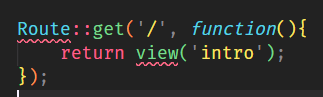 Route::get('/', function(){
    return view('intro');
});